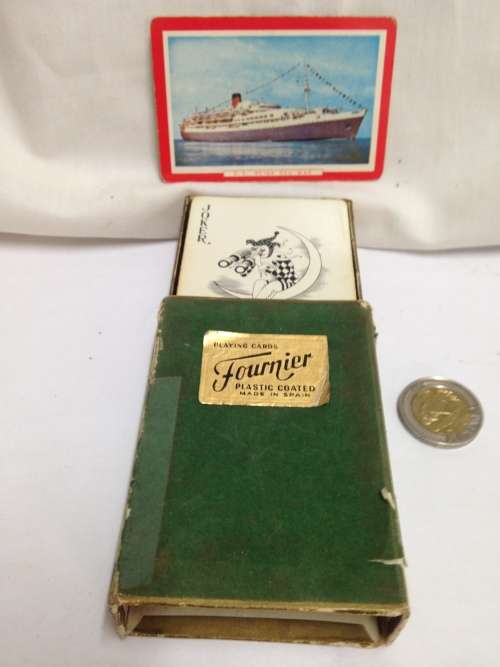 JOKER.
PLAYING CARDS
Fournier
PLASTIC COATED
MADE IN SPAIN